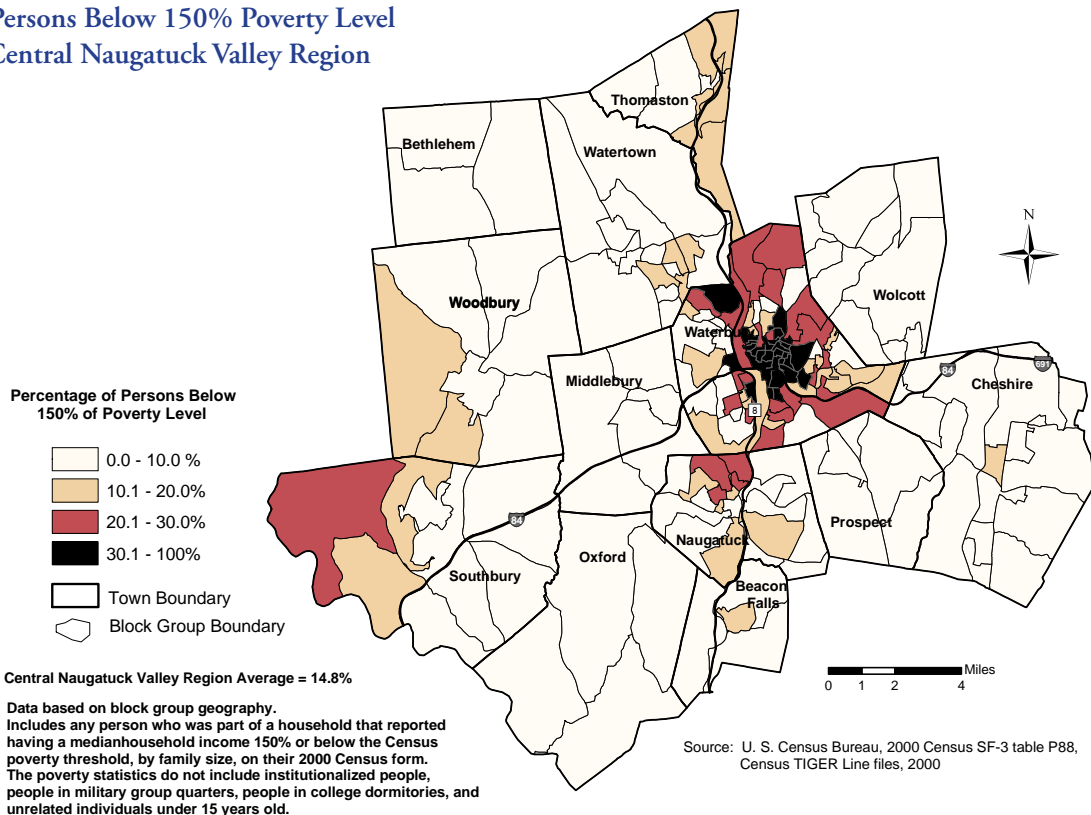 Persons Below 150% Poverty Level
Central Naugatuck Valley Region
Thomaston
Bethlehem
Watertown
N
Wolcott
Woodbury
Waterbury
Middlebury
84
691
Cheshire
8
Percentage of Persons Below
150% of Poverty Level
0.0 - 10.0 %
10.1 - 20.0%
20.1 - 30.0%
30.1 - 100%
Town Boundary
Block Group Boundary
84
Prospect
Naugatuck
Oxford
Southbury
Beacon
Falls
Miles
0 1 2 4
Central Naugatuck Valley Region Average = 14.8%
Data based on block group geography.
Includes any person who was part of a household that reported
having a medianhousehold income 150% or below the Census
poverty threshold, by family size, on their 2000 Census form.
The poverty statistics do not include institutionalized people,
people in military group quarters, people in college dormitories, and
unrelated individuals under 15 years old.
Source: U. S. Census Bureau, 2000 Census SF-3 table P88,
Census TIGER Line files, 2000